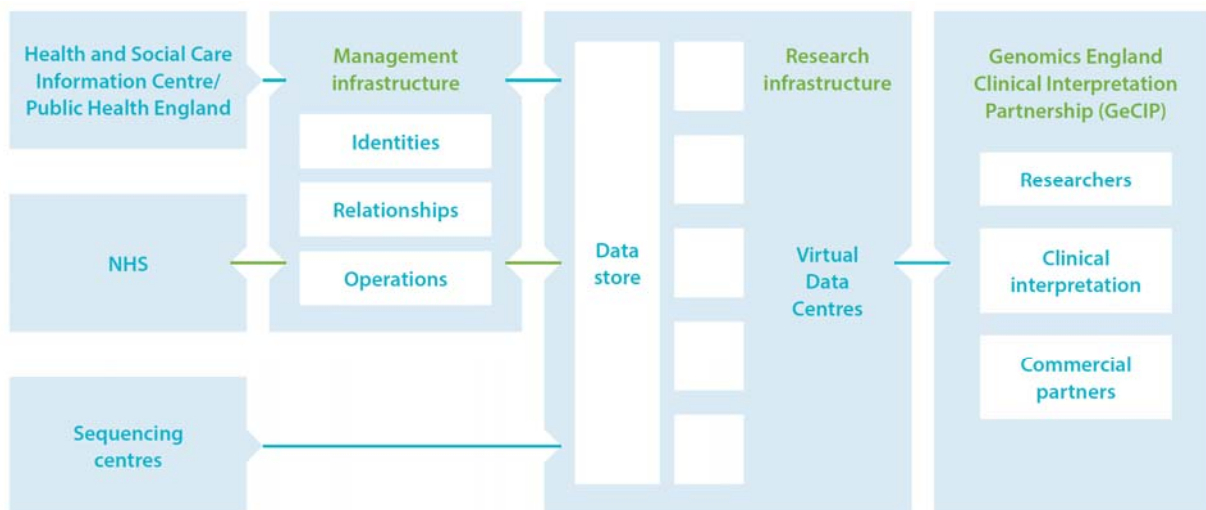 Health and Social Care
Information Centre/
Public Health England
NHS
Sequencing
centres
Management
infrastructure
Identities
Relationships
Operations
Data
store
Research
infrastructure
Virtual
Data
Centres
Genomics England
Clinical Interpretation
Partnership (GeCIP)
Researchers
Clinical
interpretation
Commercial
partners